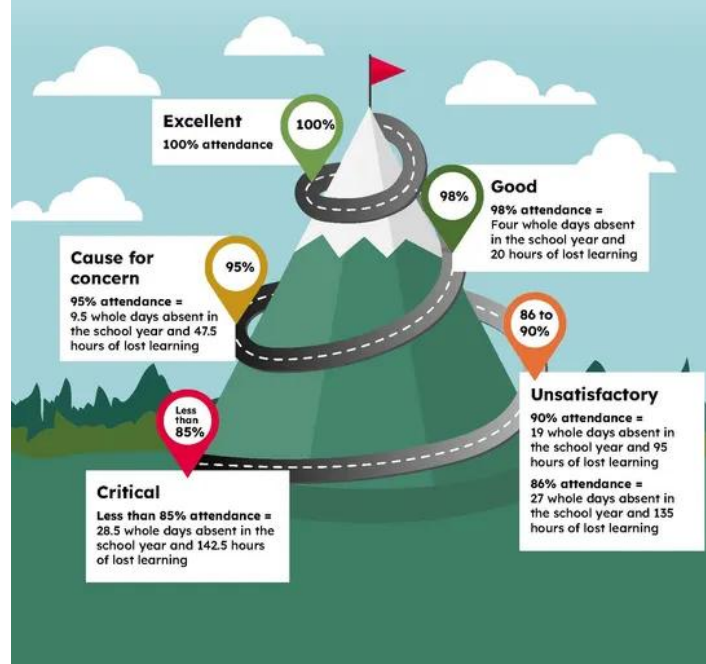 Excellent
100% attendance
100%
98%
Good
98% attendance =
Four whole days absent
in the school year and
20 hours of lost learning
Cause for
concern
95% attendance =
9.5 whole days absent in
the school year and 47.5
hours of lost learning
95%
86 to
90%
Unsatisfactory
90% attendance =
19 whole days absent in
the school year and 95
hours of lost learning
86% attendance =
27 whole days absent in
the school year and 135
hours of lost learning
Less
than
85%
Critical
Less than 85% attendance =
28.5 whole days absent in the
school year and 142.5 hours
of lost learning